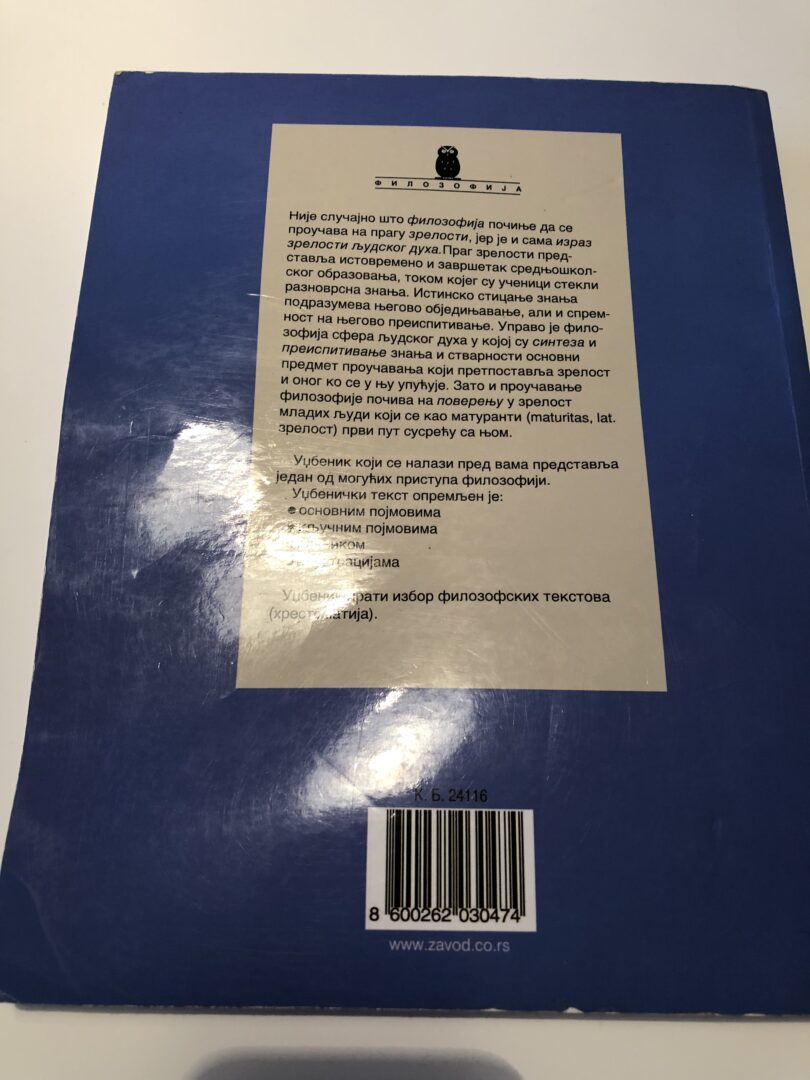 ФИЛОЗОФИЈА
Није случајно што филозофија почиње да се
проучава на прагу зрелости, јер је и сама израз
зрелости људског духа.Праг зрелости пред-
ставља истовремено и завршетак средњошкол-
ског образовања, током којег су ученици стекли
разноврсна знања. Истинско стицање знања
подразумева његово обједињавање, али и спрем-
ност на његово преиспитивање. Управо је фило-
зофија сфера људског духа у којој су синтеза и
преиспитивање знања и стварности основни
предмет проучавања који претпоставља зрелост
и оног ко се у њу упућује. Зато и проучавање
филозофије почива на поверењу у зрелост
младих људи који се као матуранти (maturitas, lat.
зрелост) први пут сусрећу са њом.
Уџбеник који се налази пред вама представља
један од могућих приступа филозофији.
Уџбенички текст опремљен је:
основним појмовима
кључним појмовима
Уџбеник прати избор филозофских текстова
(хрестоматија).
К. Б. 24116
8 600262 030474
www.zavod.co.rs